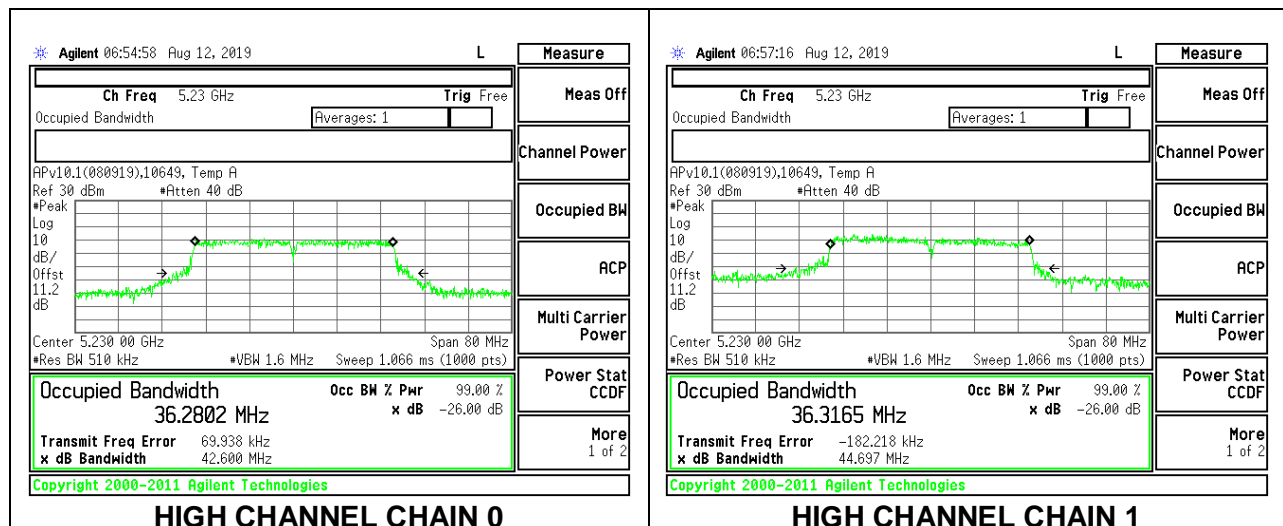 Agilent 06:54:58 Aug 12, 2019 L
Measure
Ch Freq 5.23 GHz Trig Free
Occupied Bandwidth Averages: 1
APv10.1(080919),10649, Temp A
Ref 30 dBm #Atten 40 dB
#Peak
Log
10
dB/
Offst
11.2
dB
Center 5.230 00 GHz Span 80 MHz
#Res BW 510 kHz #VBW 1.6 MHz Sweep 1.066 ms (1000 pts)
Occupied Bandwidth Occ BW % Pwr 99.00 %
36.2802 MHz x dB -26.00 dB
Transmit Freq Error 69.938 kHz
x dB Bandwidth 42.600 MHz
Copyright 2000-2011 Agilent Technologies
Meas Off
Channel Power
Occupied BW
ACP
Multi Carrier
Power
Power Stat
CCDF
More
1 of 2
HIGH CHANNEL CHAIN 0
Agilent 06:57:16 Aug 12, 2019 L
Measure
Ch Freq 5.23 GHz Trig Free
Occupied Bandwidth Averages: 1
APv10.1(080919),10649, Temp A
Ref 30 dBm #Atten 40 dB
#Peak
Log
10
dB/
Offst
11.2
dB
Center 5.230 00 GHz Span 80 MHz
#Res BW 510 kHz #VBW 1.6 MHz Sweep 1.066 ms (1000 pts)
Occupied Bandwidth Occ BW % Pwr 99.00 %
36.3165 MHz x dB -26.00 dB
Transmit Freq Error -182.218 kHz
x dB Bandwidth 44.697 MHz
Copyright 2000-2011 Agilent Technologies
Meas Off
Channel Power
Occupied BW
ACP
Multi Carrier
Power
Power Stat
CCDF
More
1 of 2
HIGH CHANNEL CHAIN 1